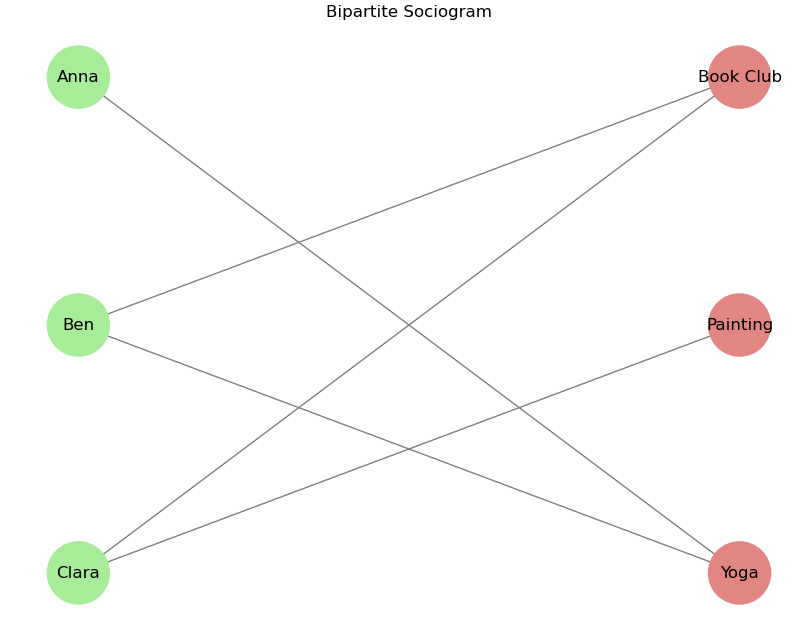 Bipartite Sociogram
Anna
Book Club
Ben
Painting
Clara
Yoga